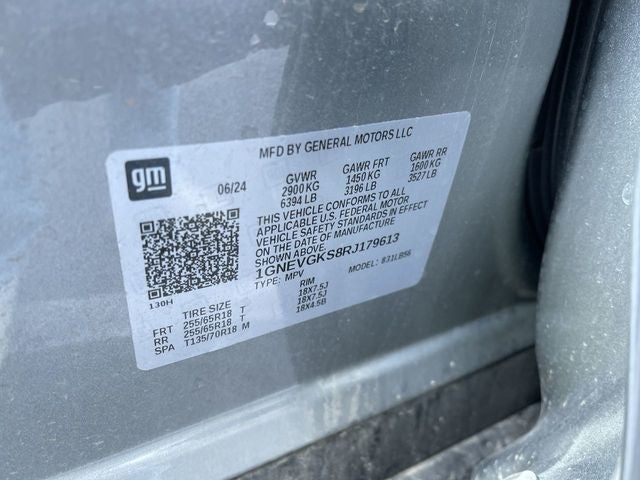 MFD BY GENERAL MOTORS LLC
gm
06/24
GVWR GAWR FRT GAWR RR
2900 KG 1450 KG 1600 KG
6394 LB 3196 LB 3527 LB
THIS VEHICLE CONFORMS TO ALL
APPLICABLE U.S. FEDERAL MOTOR
VEHICLE SAFETY STANDARDS IN EFFECT
ON THE DATE OF MANUFACTURE
SHOWN ABOVE.
1GNEVGKS8RJ179613
TYPE: MPV MODEL: 831LB56
130H
TIRE SIZE RIM
FRT 255/65R18 T 18X7.5J
RR 255/65R18 T 18X7.5J
SPA T135/70R18 M 18X4.5B